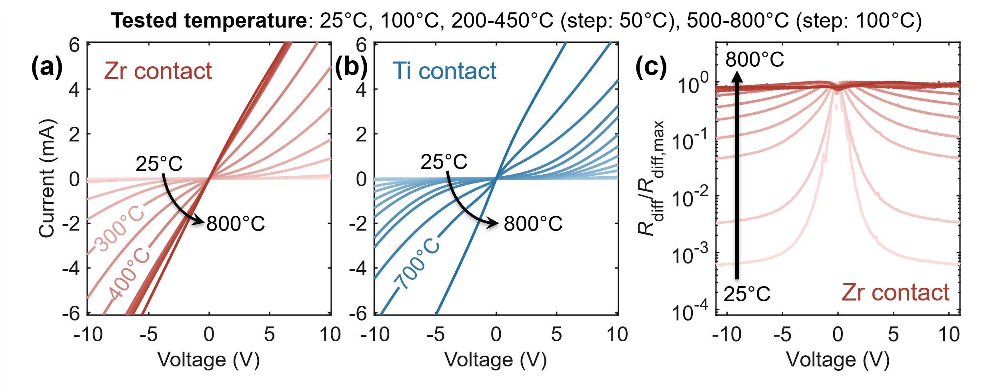 Tested temperature: 25°C, 100°C, 200-450°C (step: 50°C), 500-800°C (step: 100°C)
(a)
Zr contact
Current (mA)
6
4
2
0
-2
-4
-6
25°C
800°C
300°C
400°C
-10
-5
0
5
10
Voltage (V)
(b)
Ti contact
6
4
2
0
-2
-4
-6
25°C
800°C
700°C
-10
-5
0
5
10
Voltage (V)
(c)
800°C
R_diff/R_diff,max
10^0
10^-1
10^-2
10^-3
10^-4
25°C
Zr contact
-10
-5
0
5
10
Voltage (V)